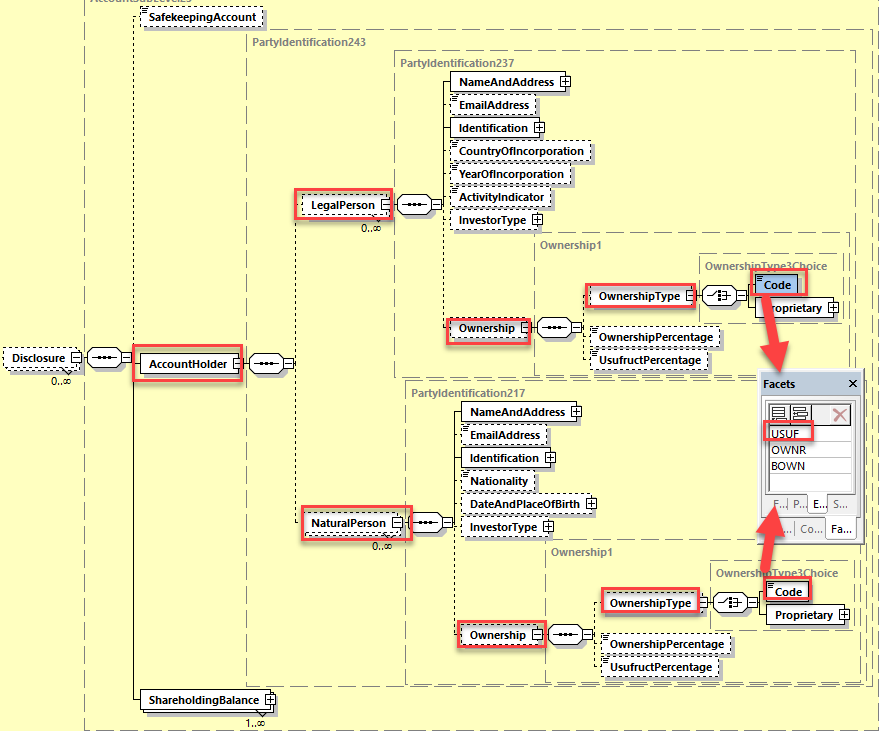 SafekeepingAccount
PartyIdentification243
PartyIdentification237
NameAndAddress
EmailAddress
Identification
CountryOfIncorporation
YearOfIncorporation
LegalPerson
ActivityIndicator
0..∞
InvestorType
Ownership1
OwnershipType3Choice
Code
OwnershipType
Proprietary
Ownership
OwnershipPercentage
Disclosure
AccountHolder
UsufructPercentage
0..∞
Facets
PartyIdentification217
NameAndAddress
USUF
EmailAddress
OWNR
Identification
BOWN
Nationality
DateAndPlaceOfBirth
E... S...
NaturalPerson
InvestorType
Co... Fa...
0..∞
Ownership1
OwnershipType3Choice
Code
OwnershipType
Proprietary
Ownership
OwnershipPercentage
UsufructPercentage
ShareholdingBalance
1..∞